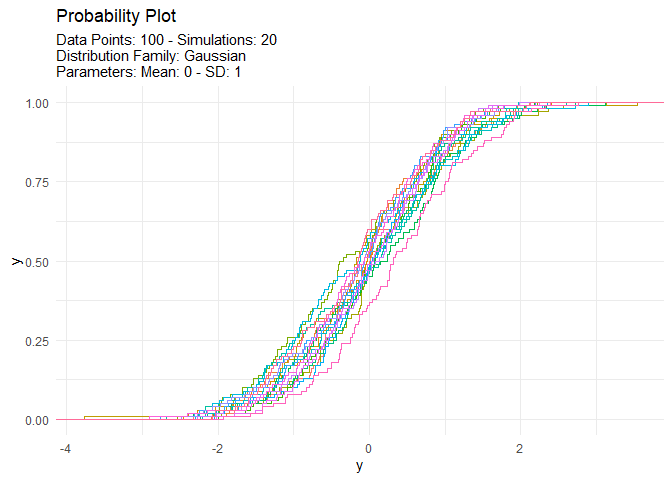 Probability Plot
Data Points: 100 - Simulations: 20
Distribution Family: Gaussian
Parameters: Mean: 0 - SD: 1
1.00
0.75
0.50
0.25
0.00
y
-4
-2
0
2
y